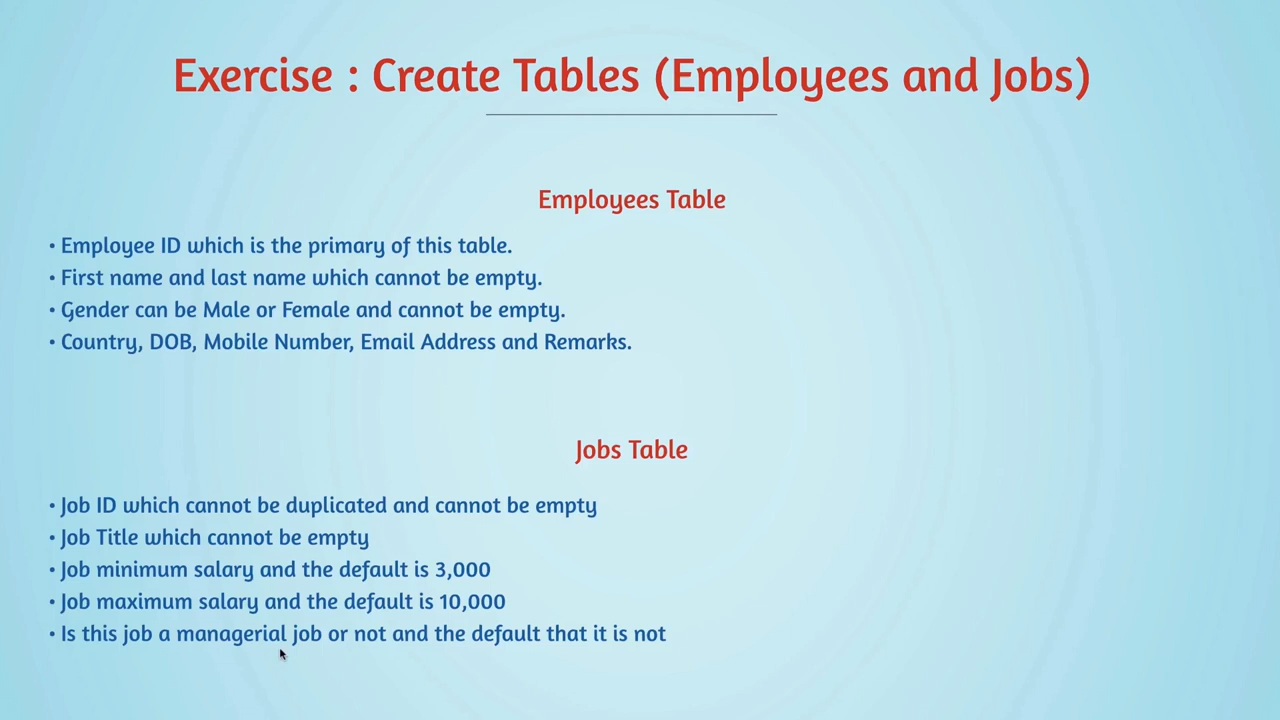 Exercise : Create Tables (Employees and Jobs)
Employees Table
• Employee ID which is the primary of this table.
• First name and last name which cannot be empty.
• Gender can be Male or Female and cannot be empty.
• Country, DOB, Mobile Number, Email Address and Remarks.
Jobs Table
• Job ID which cannot be duplicated and cannot be empty
• Job Title which cannot be empty
• Job minimum salary and the default is 3,000
• Job maximum salary and the default is 10,000
• Is this job a managerial job or not and the default that it is not